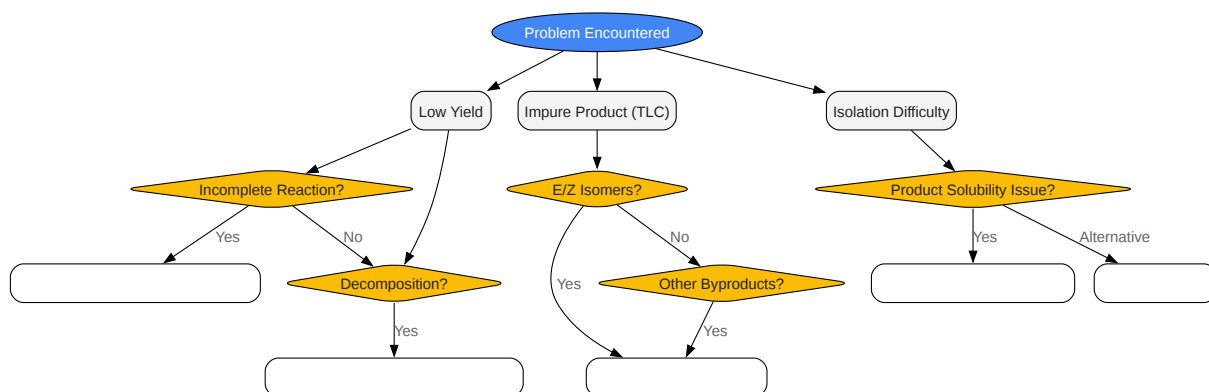 Problem Encountered
Low Yield
Impure Product (TLC)
Isolation Difficulty
Incomplete Reaction?
E/Z Isomers?
Product Solubility Issue?
Yes
No
No
Yes
Alternative
Decomposition?
Yes
Other Byproducts?
Yes
Yes